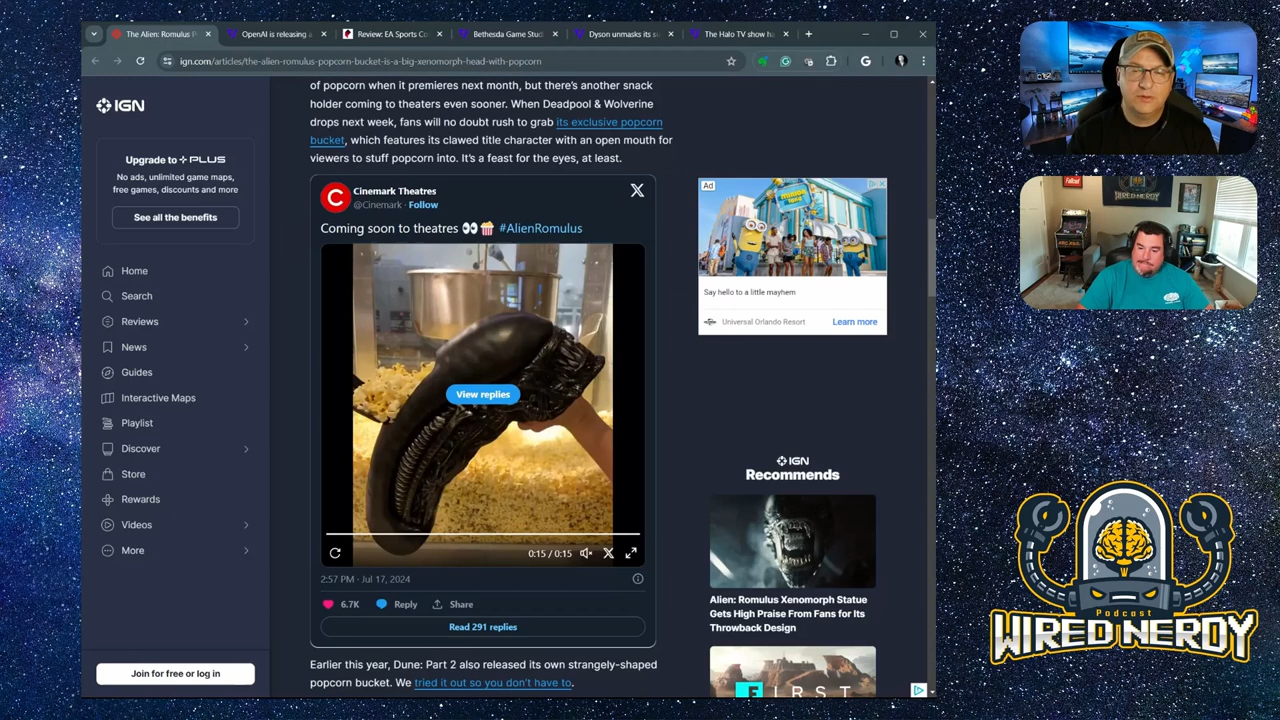 The Alien: Romulus P
OpenAI is releasing a
Review: EA Sports Co
Bethesda Game Stud
Dyson unmasks its s
The Halo TV show ha
ign.com/articles/the-alien-romulus-popcorn-bucket-is-a-big-xenomorph-head-with-popcorn
IGN
Upgrade to PLUS
No ads, unlimited game maps,
free games, discounts and more
See all the benefits
Home
Search
Reviews
News
Guides
Interactive Maps
Playlist
Discover
Store
Rewards
Videos
More
Join for free or log in
of popcorn when it premieres next month, but there's another snack
holder coming to theaters even sooner. When Deadpool & Wolverine
drops next week, fans will no doubt rush to grab its exclusive popcorn
bucket, which features its clawed title character with an open mouth for
viewers to stuff popcorn into. It's a feast for the eyes, at least.
Cinemark Theatres
@Cinemark · Follow
Coming soon to theatres 👀🍿 #AlienRomulus
View replies
0:15 / 0:15
2:57 PM · Jul 17, 2024
6.7K
Reply
Share
Read 291 replies
Earlier this year, Dune: Part 2 also released its own strangely-shaped
popcorn bucket. We tried it out so you don't have to.
Ad
Say hello to a little mayhem
Universal Orlando Resort
Learn more
IGN
Recommends
Alien: Romulus Xenomorph Statue
Gets High Praise From Fans for Its
Throwback Design
F I R S T
Fallout
WIRED NERDY
Podcast
WIRED NERDY